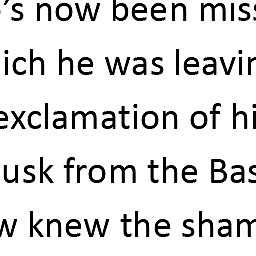 's now been miss
ich he was leavin
exclamation of hi
usk from the Bas
w knew the sham